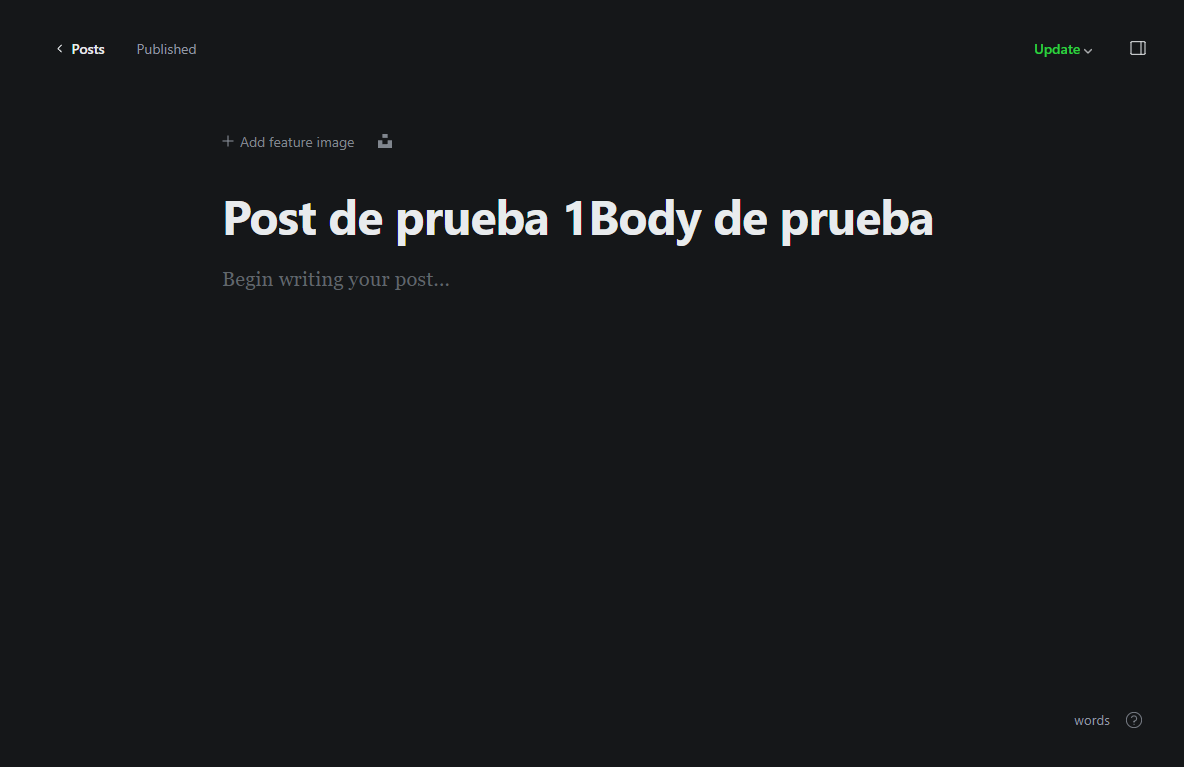 Posts
Published
Update
Add feature image
Post de prueba 1Body de prueba
Begin writing your post...
words
?